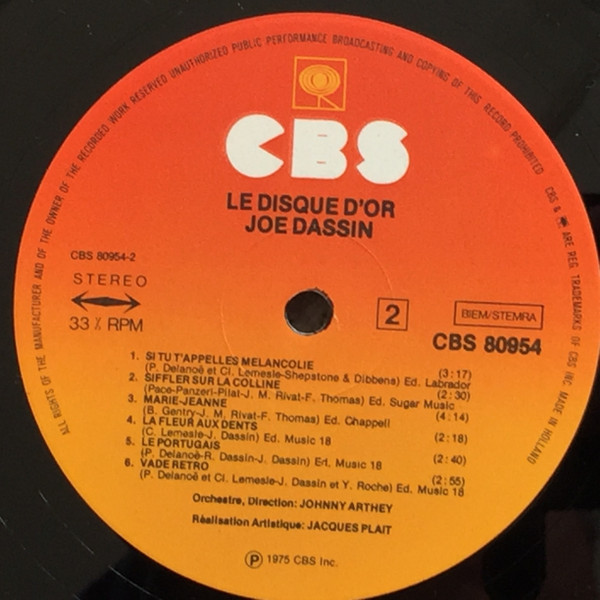 ALL RIGHTS OF THE MANUFACTURER AND OF THE OWNER OF THE RECORDED WORK RESERVED UNAUTHORIZED PUBLIC PERFORMANCE BROADCASTING AND COPYING OF THIS RECORD PROHIBITED
CBS & ARE REG. TRADEMARKS OF CBS INC. MADE IN HOLLAND
CBS
LE DISQUE D'OR
JOE DASSIN
CBS 80954-2
STEREO
33 ⅓ RPM
2
BIEM/STEMRA
CBS 80954
1. SI TU T'APPELLES MELANCOLIE (3:17)
(P. Delanoë et Cl. Lemesle-Shepstone & Dibbens) Ed. Labrador
2. SIFFLER SUR LA COLLINE (2:30)
(Pace-Panzeri-Pilat-J. M. Rivat-F. Thomas) Ed. Sugar Music
3. MARIE-JEANNE (4:14)
(B. Gentry-J. M. Rivat-F. Thomas) Ed. Chappell
4. LA FLEUR AUX DENTS (2:18)
(C. Lemesle-J. Dassin) Ed. Music 18
5. LE PORTUGAIS (2:40)
(P. Delanoë-R. Dassin-J. Dassin) Ed. Music 18
6. VADE RETRO (2:55)
(P. Delanoë et Cl. Lemesle-J. Dassin et Y. Roche) Ed. Music 18
Orchestre, Direction: JOHNNY ARTHEY
Réalisation Artistique: JACQUES PLAIT
℗ 1975 CBS Inc.